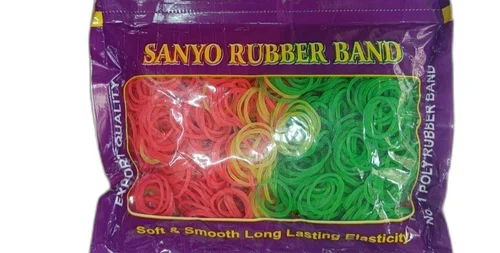 SANYO RUBBER BAND
EXPORT QUALITY
No. 1 POLY RUBBER BAND
Soft & Smooth Long Lasting Elasticity